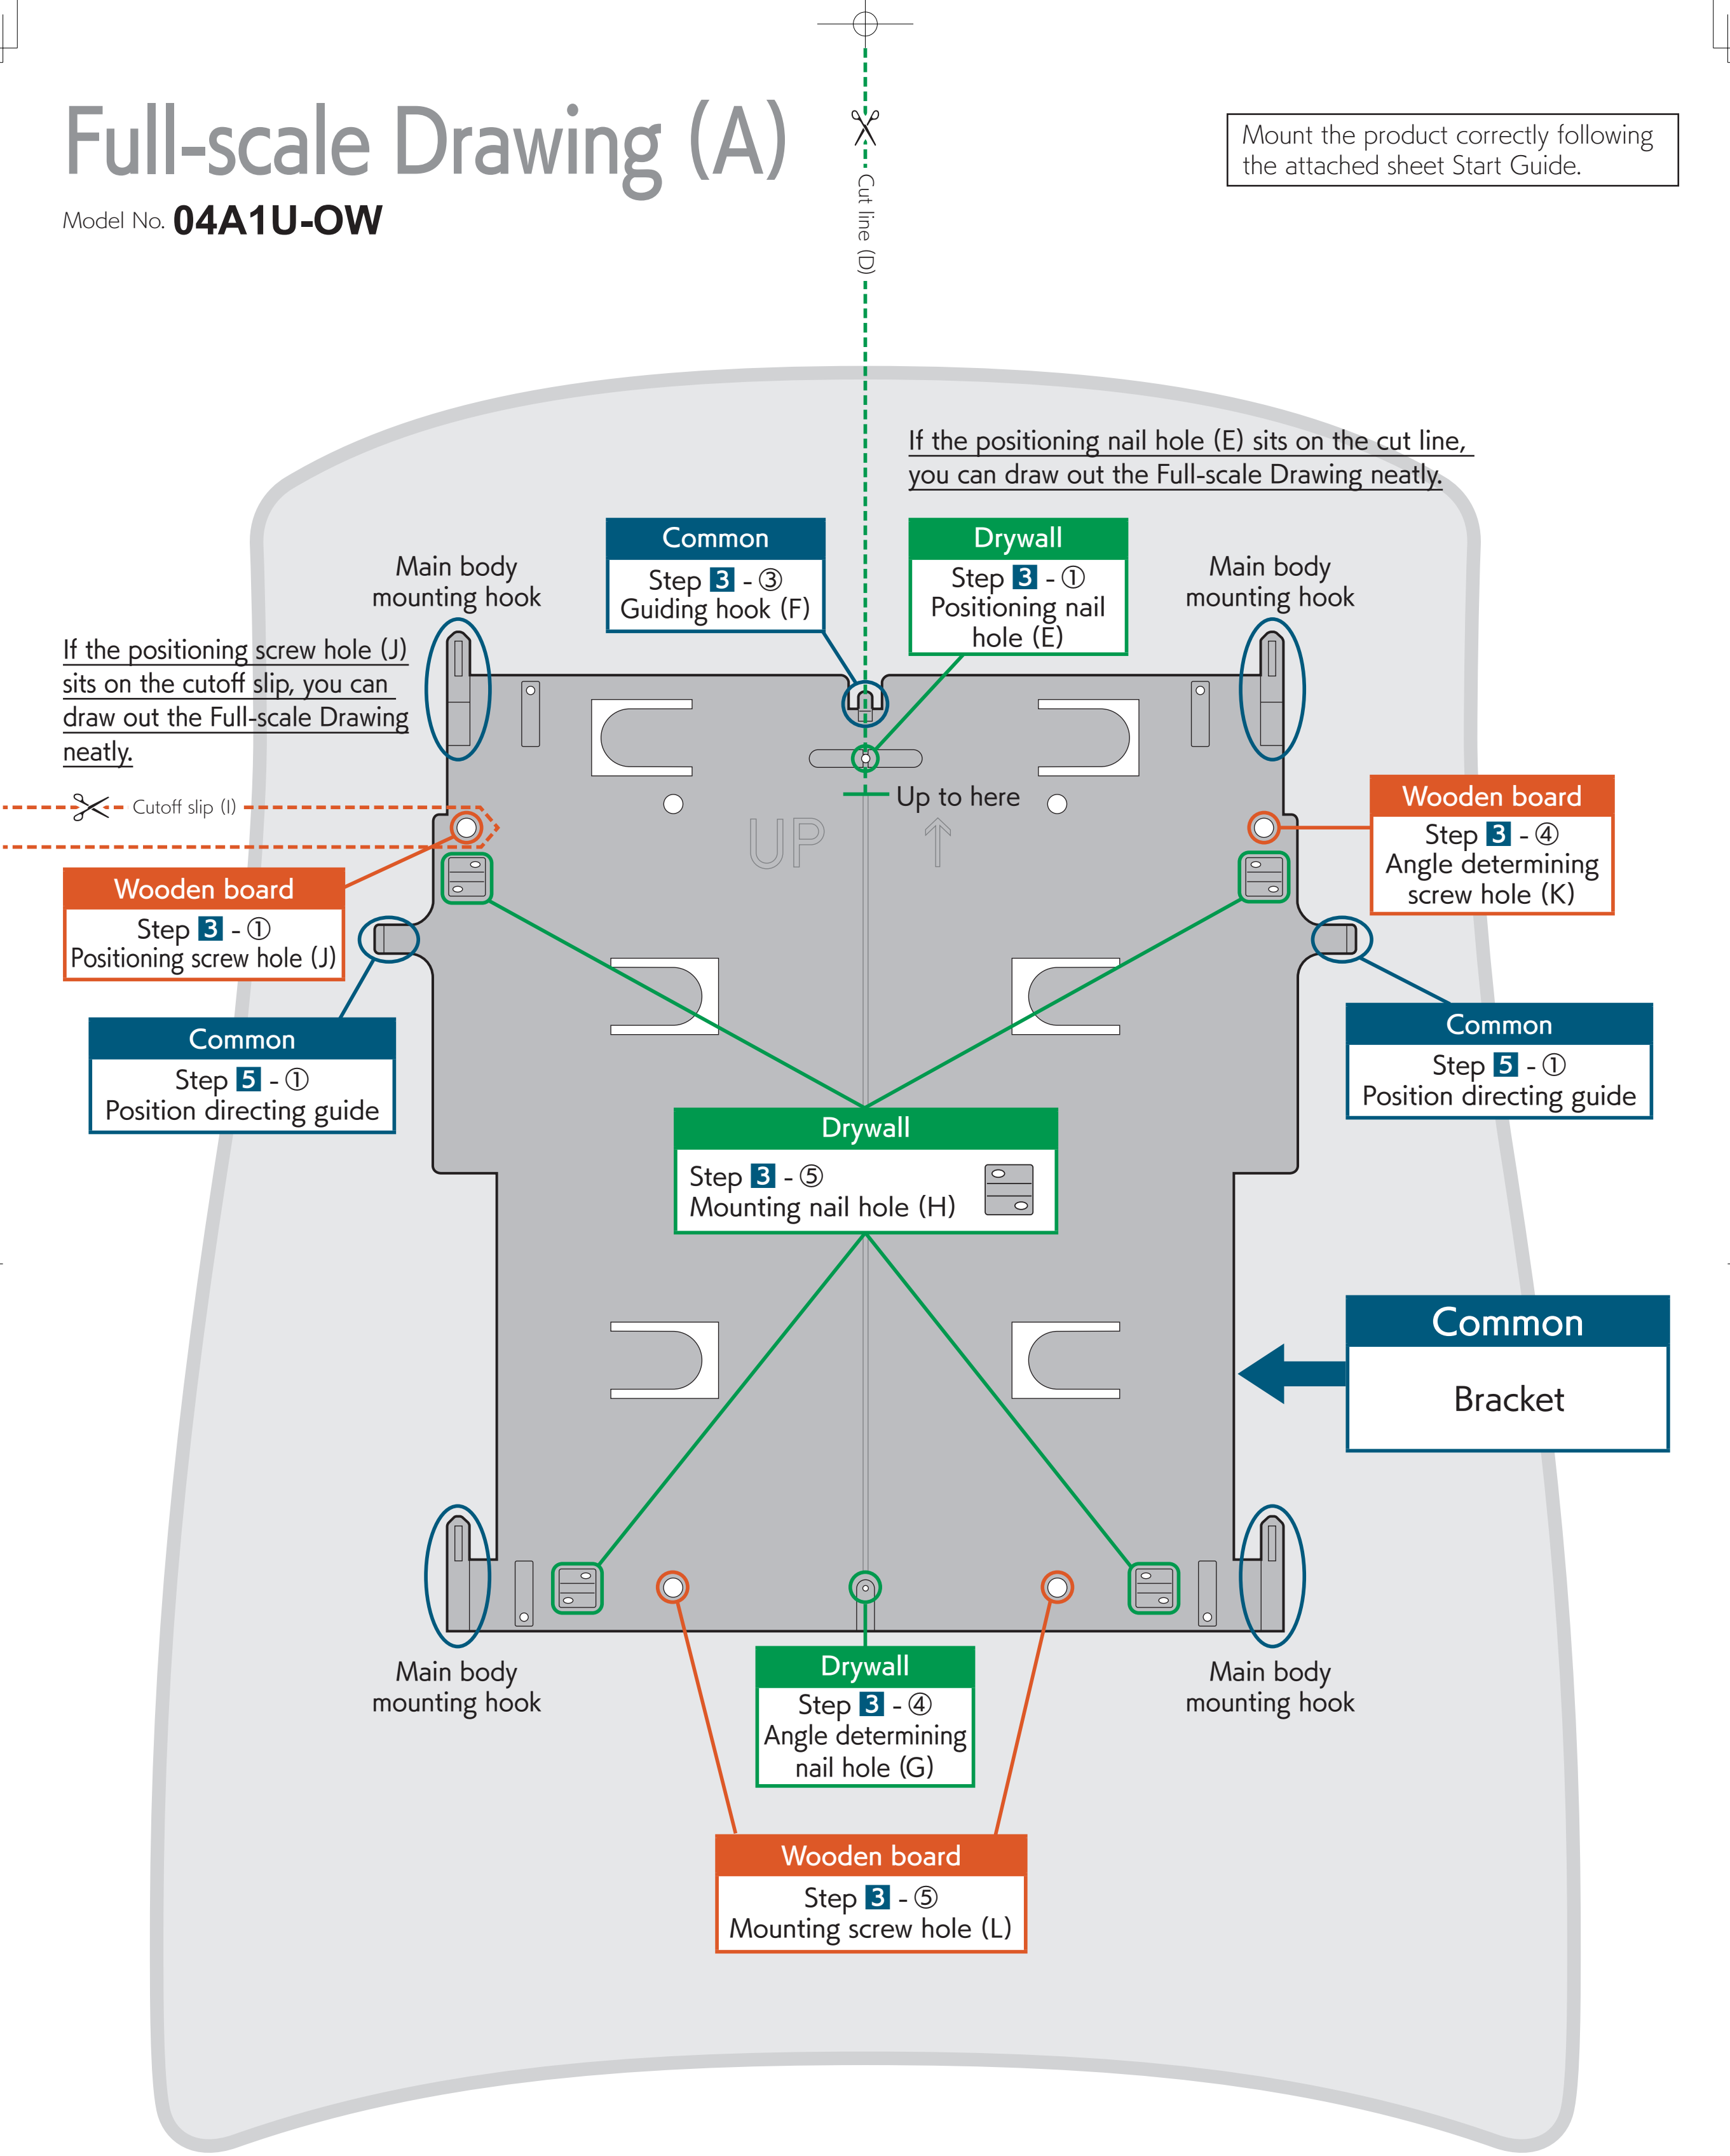 Full-scale Drawing (A)
Model No. 04A1U-OW
Cut line (D)
Mount the product correctly following
the attached sheet Start Guide.
If the positioning nail hole (E) sits on the cut line,
you can draw out the Full-scale Drawing neatly.
Common
Step 3 - ③
Guiding hook (F)
Drywall
Step 3 - ①
Positioning nail
hole (E)
Main body
mounting hook
Main body
mounting hook
If the positioning screw hole (J)
sits on the cutoff slip, you can
draw out the Full-scale Drawing
neatly.
Cutoff slip (I)
Up to here
UP ↑
Wooden board
Step 3 - ④
Angle determining
screw hole (K)
Wooden board
Step 3 - ①
Positioning screw hole (J)
Common
Step 5 - ①
Position directing guide
Common
Step 5 - ①
Position directing guide
Drywall
Step 3 - ⑤
Mounting nail hole (H)
Common
Bracket
Main body
mounting hook
Main body
mounting hook
Drywall
Step 3 - ④
Angle determining
nail hole (G)
Wooden board
Step 3 - ⑤
Mounting screw hole (L)